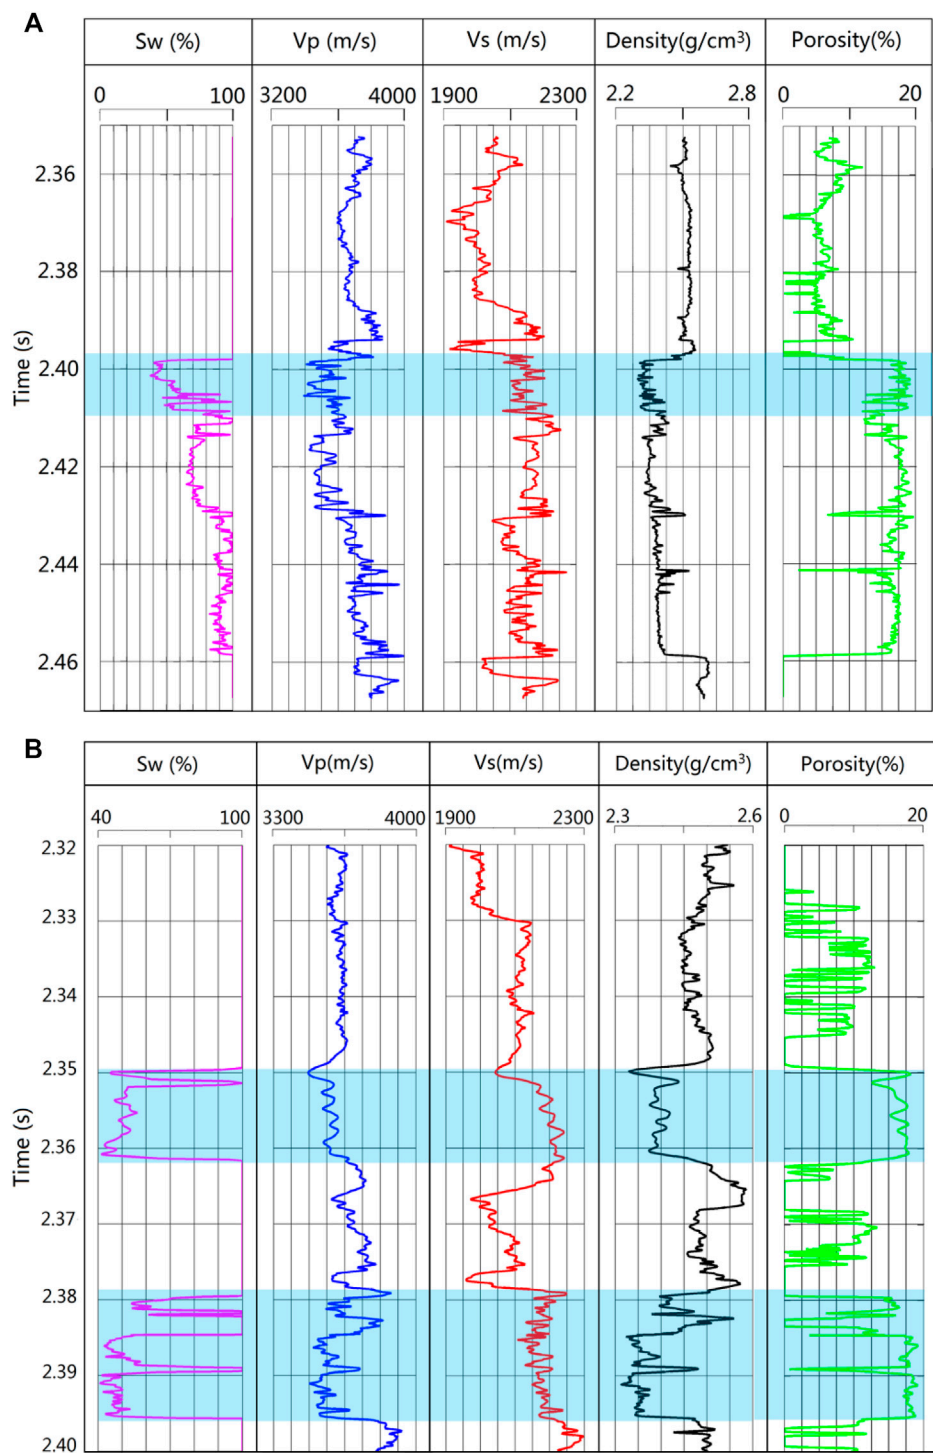 A
Sw (%) Vp (m/s) Vs (m/s) Density(g/cm³) Porosity(%)
0 100 3200 4000 1900 2300 2.2 2.8 0 20
2.36
2.38
2.40
2.42
2.44
2.46
Time (s)
B
Sw (%) Vp(m/s) Vs(m/s) Density(g/cm³) Porosity(%)
40 100 3300 4000 1900 2300 2.3 2.6 0 20
2.32
2.33
2.34
2.35
2.36
2.37
2.38
2.39
2.40
Time (s)